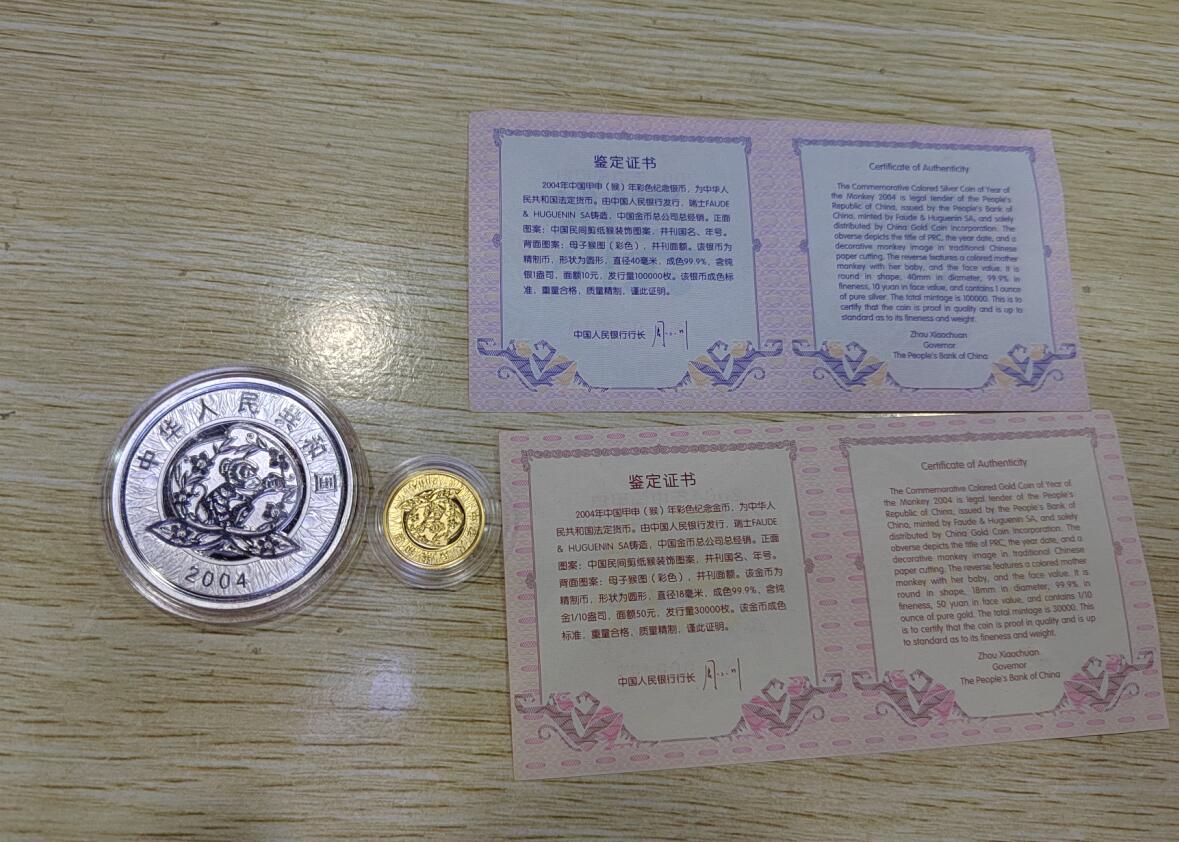 中华人民共和国
2004
鉴定证书
2004年中国甲申（猴）年彩色纪念银币，为中华人
民共和国法定货币。由中国人民银行发行，瑞士FAUDE
& HUGUENIN SA铸造，中国金币总公司总经销。正面
图案：中国民间剪纸猴装饰图案，并刊国名、年号。
背面图案：母子猴图（彩色），并刊面额。该银币为
精制币，形状为圆形，直径40毫米，成色99.9%，含纯
银1盎司，面额10元，发行量100000枚。该银币成色标
准，重量合格，质量精制，谨此证明。
中国人民银行行长
Certificate of Authenticity
The Commemorative Colored Silver Coin of Year of
the Monkey 2004 is legal tender of the People's
Republic of China, issued by the People's Bank of
China, minted by Faude & Huguenin SA, and solely
distributed by China Gold Coin Incorporation. The
obverse depicts the title of PRC, the year date, and a
decorative monkey image in traditional Chinese
paper cutting. The reverse features a colored mother
monkey with her baby, and the face value. It is
round in shape, 40mm in diameter, 99.9% in
fineness, 10 yuan in face value, and contains 1 ounce
of pure silver. The total mintage is 100000. This is to
certify that the coin is proof in quality and is up to
standard as to its fineness and weight.
Zhou Xiaochuan
Governor
The People's Bank of China
鉴定证书
2004年中国甲申（猴）年彩色纪念金币，为中华人
民共和国法定货币。由中国人民银行发行，瑞士FAUDE
& HUGUENIN SA铸造，中国金币总公司总经销。正面
图案：中国民间剪纸猴装饰图案，并刊国名、年号。
背面图案：母子猴图（彩色），并刊面额。该金币为
精制币，形状为圆形，直径18毫米，成色99.9%，含纯
金1/10盎司，面额50元，发行量30000枚。该金币成色
标准，重量合格，质量精制，谨此证明。
中国人民银行行长
Certificate of Authenticity
The Commemorative Colored Gold Coin of Year of
the Monkey 2004 is legal tender of the People's
Republic of China, issued by the People's Bank of
China, minted by Faude & Huguenin SA, and solely
distributed by China Gold Coin Incorporation. The
obverse depicts the title of PRC, the year date, and a
decorative monkey image in traditional Chinese
paper cutting. The reverse features a colored mother
monkey with her baby, and the face value. It is
round in shape, 18mm in diameter, 99.9% in
fineness, 50 yuan in face value, and contains 1/10
ounce of pure gold. The total mintage is 30000. This
is to certify that the coin is proof in quality and is up
to standard as to its fineness and weight.
Zhou Xiaochuan
Governor
The People's Bank of China